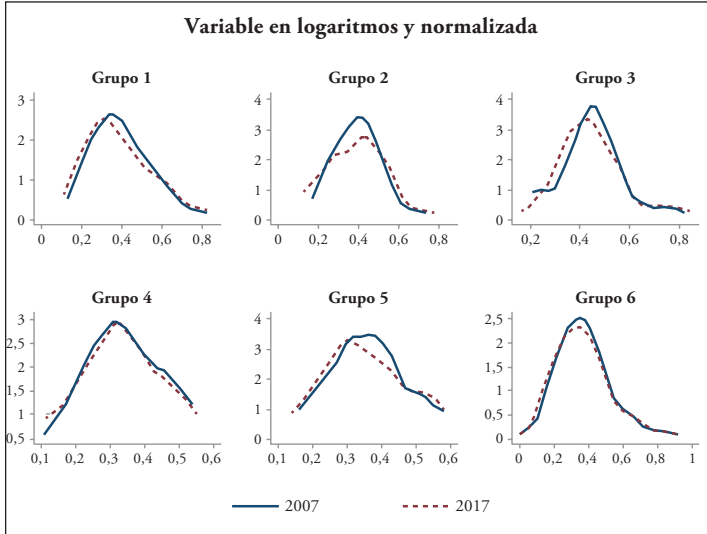 Variable en logaritmos y normalizada
Grupo 1
Grupo 2
Grupo 3
3
2
1
0
0 0,2 0,4 0,6 0,8
4
3
2
1
0
0 0,2 0,4 0,6 0,8
4
3
2
1
0
0,2 0,4 0,6 0,8
Grupo 4
Grupo 5
Grupo 6
3
2,5
2
1,5
1
0,5
0,1 0,2 0,3 0,4 0,5 0,6
4
3
2
1
0
0,1 0,2 0,3 0,4 0,5 0,6
2,5
2
1,5
1
0,5
0
0 0,2 0,4 0,6 0,8 1
2007 2017